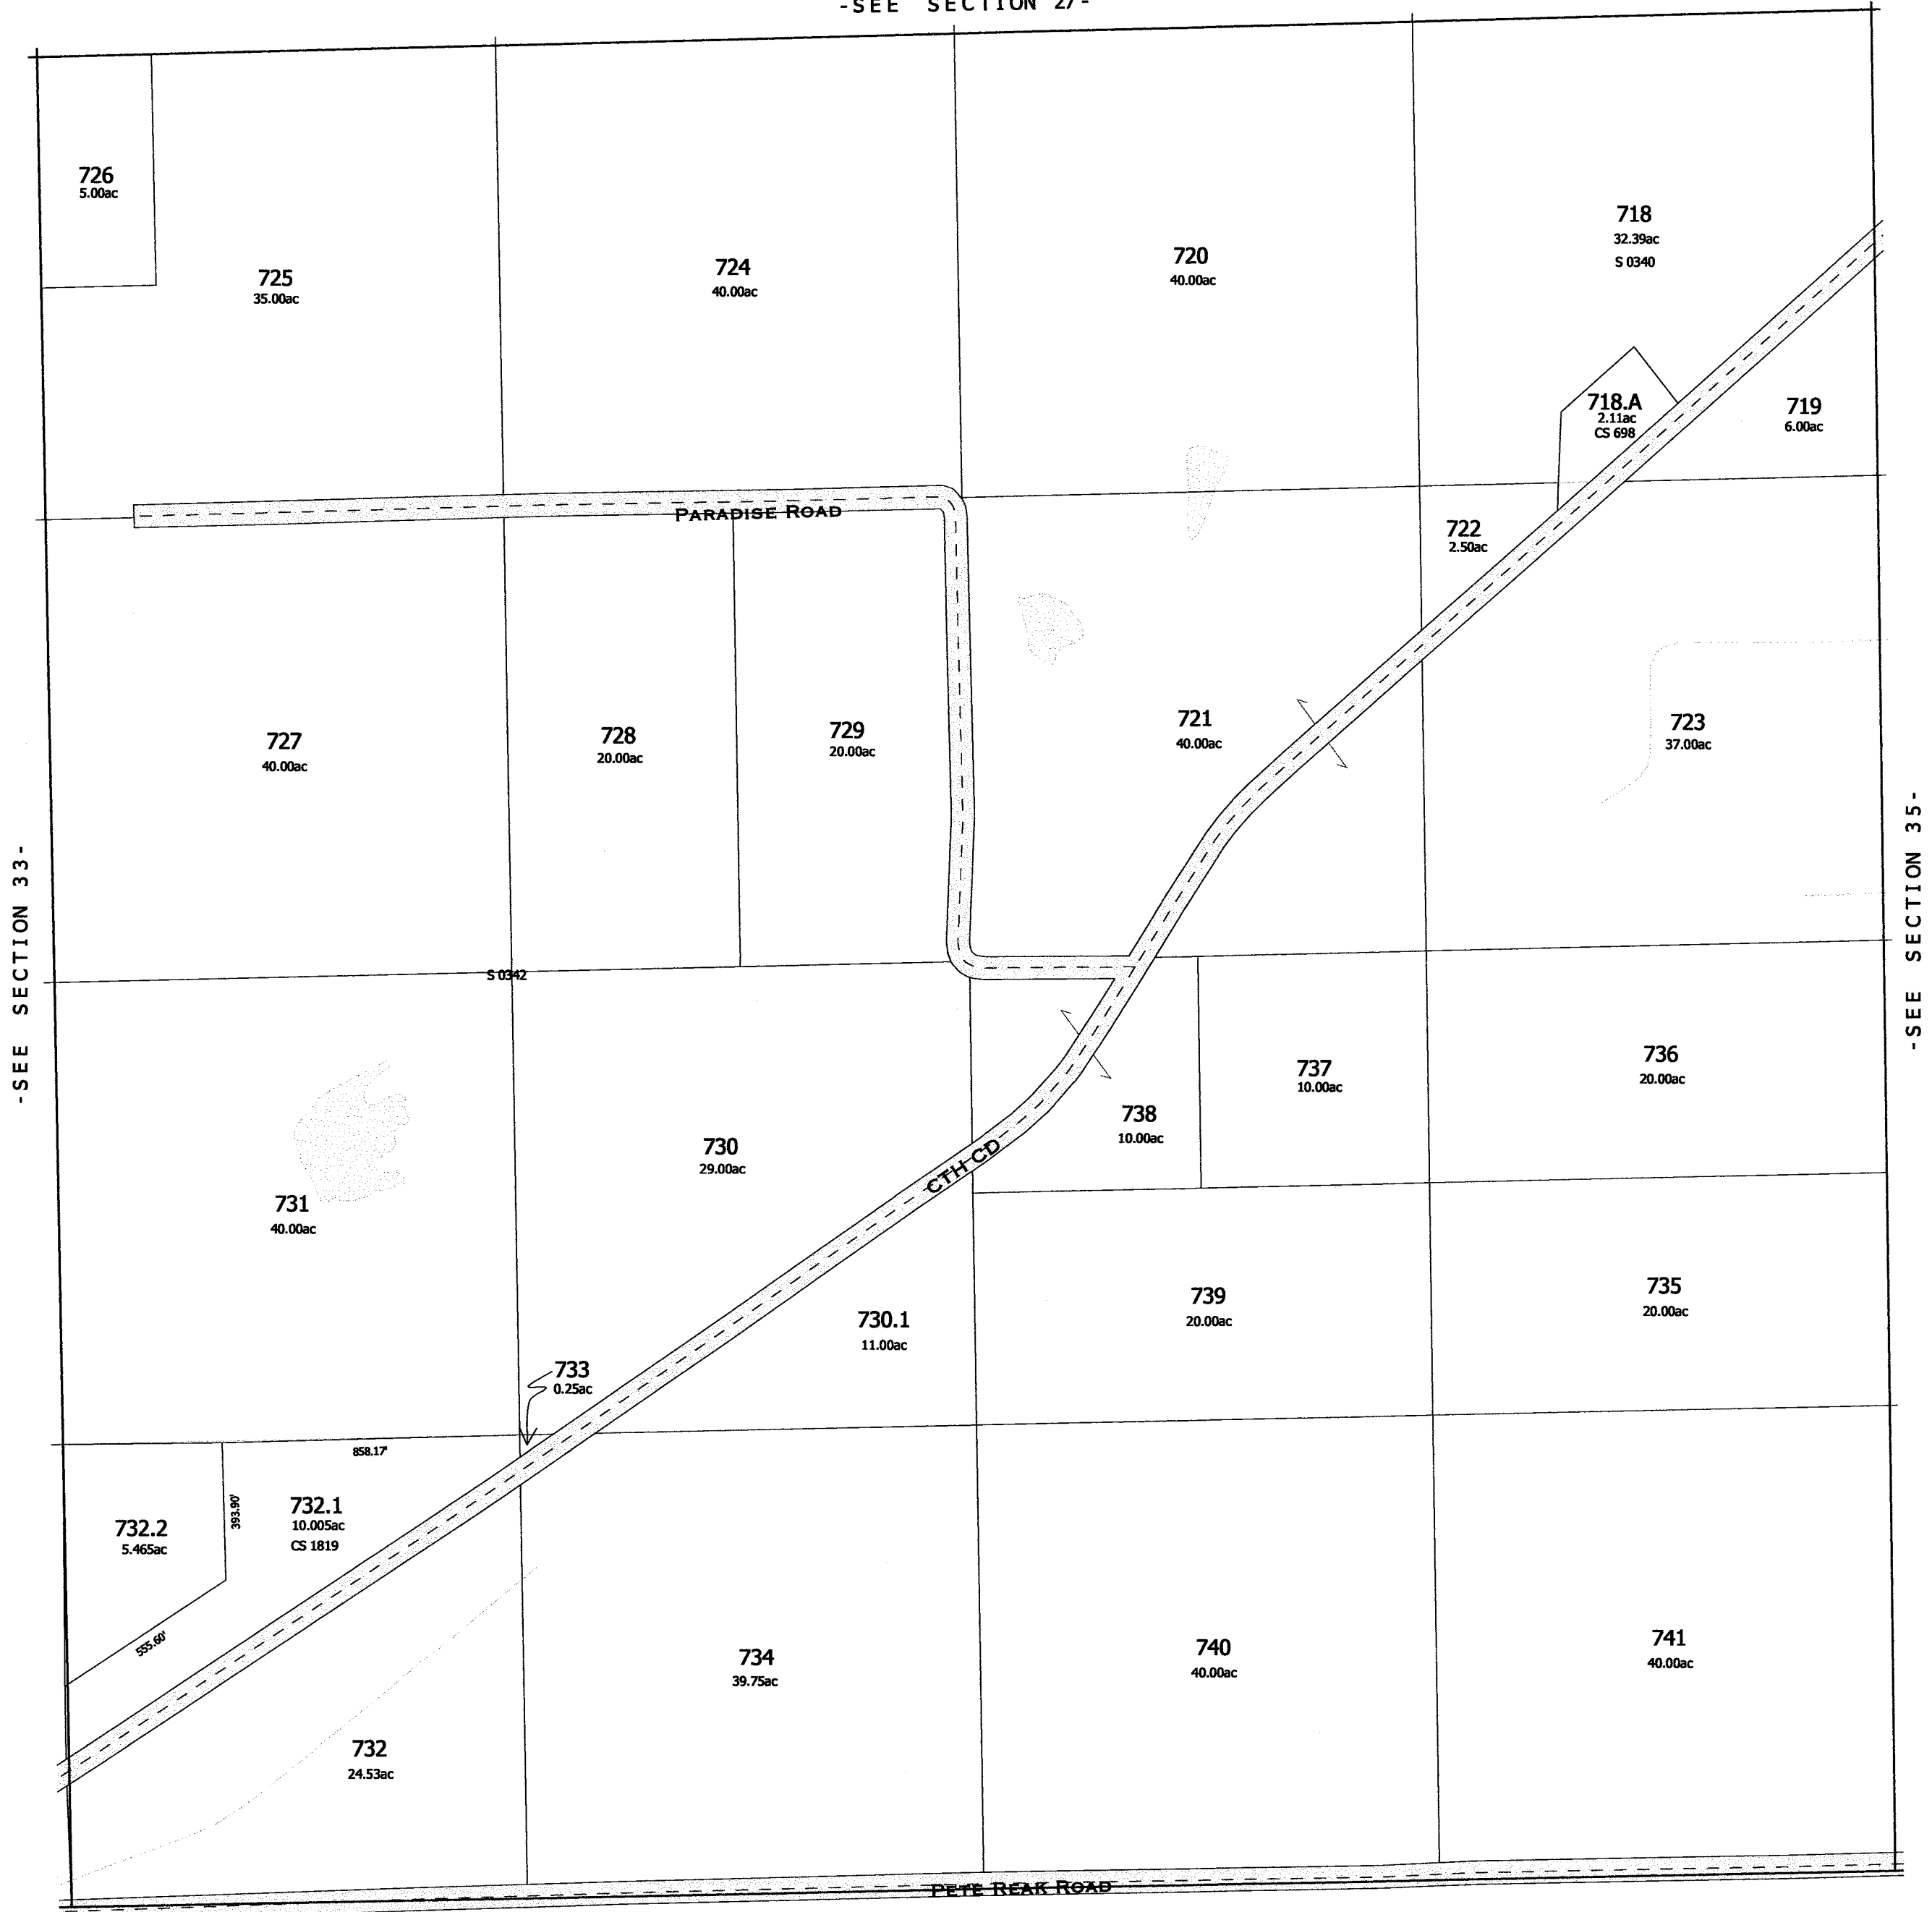 -SEE SECTION 27-
726
5.00ac
725
35.00ac
724
40.00ac
720
40.00ac
718
32.39ac
S 0340
718.A
2.11ac
CS 698
719
6.00ac
PARADISE ROAD
722
2.50ac
727
40.00ac
728
20.00ac
729
20.00ac
721
40.00ac
723
37.00ac
-SEE SECTION 33-
-SEE SECTION 35-
S 0342
731
40.00ac
730
29.00ac
CTH CD
738
10.00ac
737
10.00ac
736
20.00ac
730.1
11.00ac
739
20.00ac
735
20.00ac
733
0.25ac
858.17'
732.2
5.465ac
393.90'
732.1
10.005ac
CS 1819
555.60'
732
24.53ac
734
39.75ac
740
40.00ac
741
40.00ac
PETE REAK ROAD